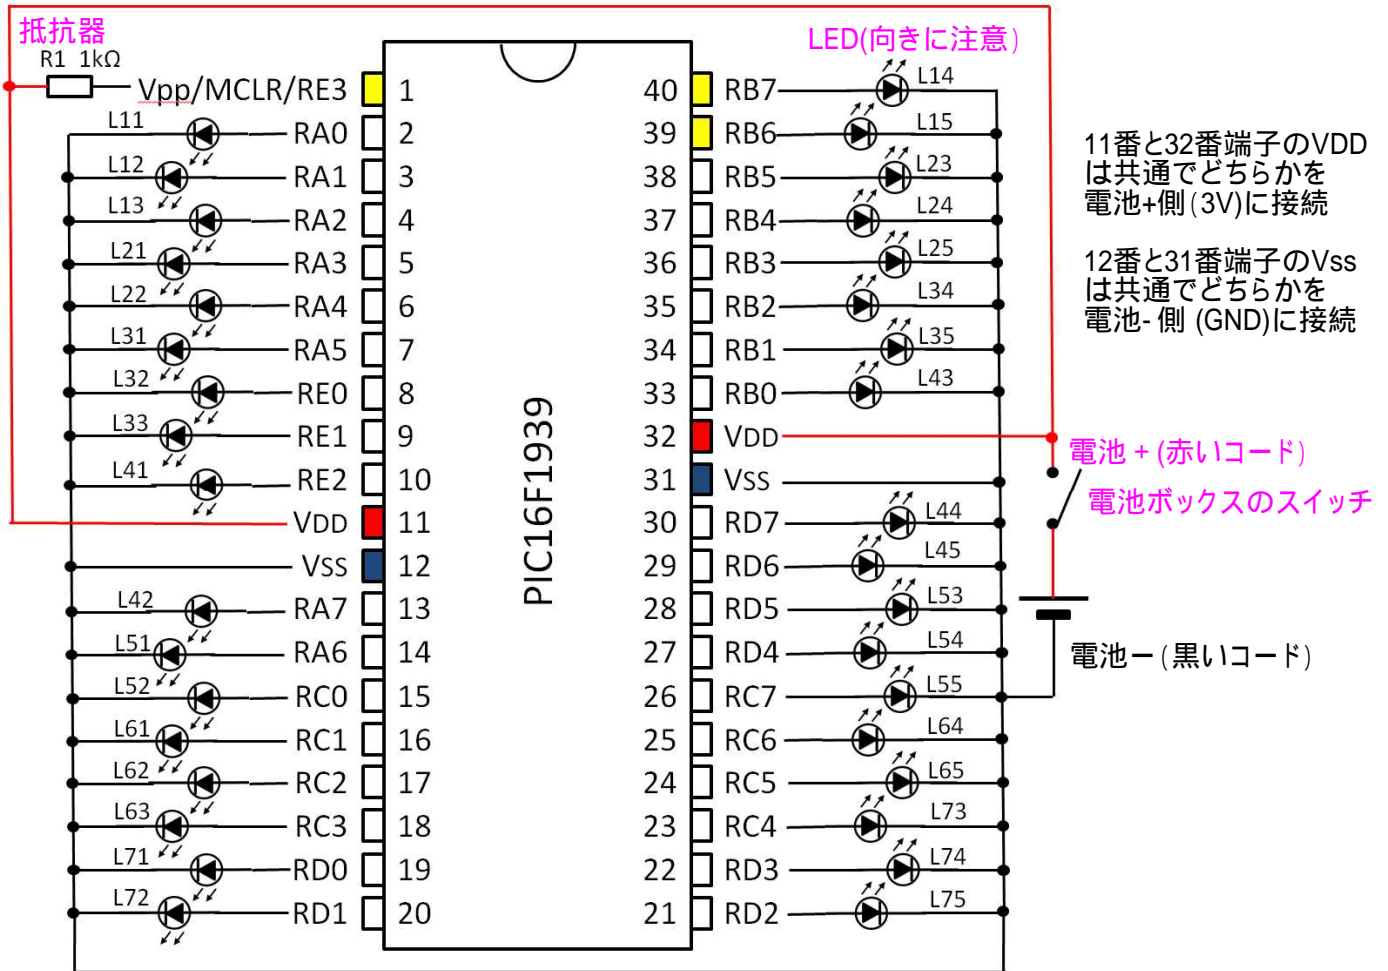 抵抗器
R1 1kΩ
LED(向きに注意)
Vpp/MCLR/RE3 1 40 RB7 L14
L11 RA0 2 39 RB6 L15
L12 RA1 3 38 RB5 L23
L13 RA2 4 37 RB4 L24
L21 RA3 5 36 RB3 L25
L22 RA4 6 35 RB2 L34
L31 RA5 7 34 RB1 L35
L32 RE0 8 33 RB0 L43
L33 RE1 9 32 VDD
L41 RE2 10 31 VSS
VDD 11 30 RD7 L44
VSS 12 29 RD6 L45
L42 RA7 13 28 RD5 L53
L51 RA6 14 27 RD4 L54
L52 RC0 15 26 RC7 L55
L61 RC1 16 25 RC6 L64
L62 RC2 17 24 RC5 L65
L63 RC3 18 23 RC4 L73
L71 RD0 19 22 RD3 L74
L72 RD1 20 21 RD2 L75
PIC16F1939
11番と32番端子のVDD
は共通でどちらかを
電池+側(3V)に接続
12番と31番端子のVss
は共通でどちらかを
電池-側 (GND)に接続
電池 + (赤いコード)
電池ボックスのスイッチ
電池ー(黒いコード)